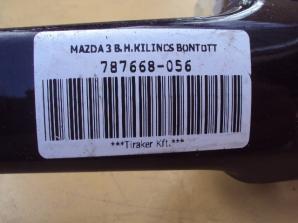 MAZDA 3 B.H.KILINCS BONTOTT
787668-056
***Tiraker Kft.***